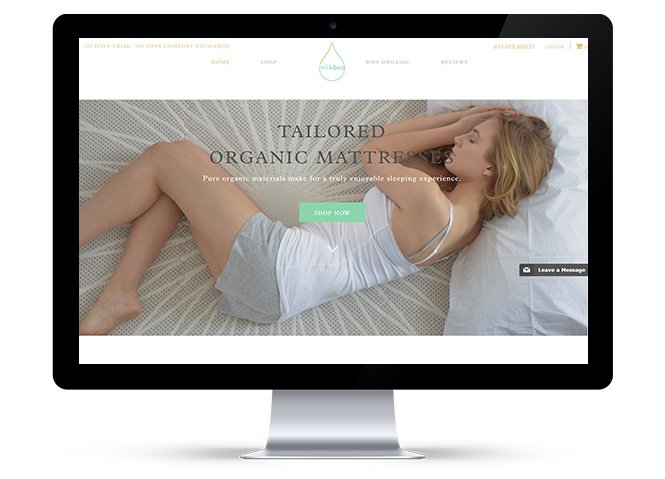 100 DAYS TRIAL. 365 DAYS COMFORT EXCHANGE
855-MILKBED
LOGIN
HOME
SHOP
milkbed
WHY ORGANIC
REVIEWS
TAILORED
ORGANIC MATTRESSES
Pure organic materials make for a truly enjoyable sleeping experience.
SHOP NOW
Leave a Message